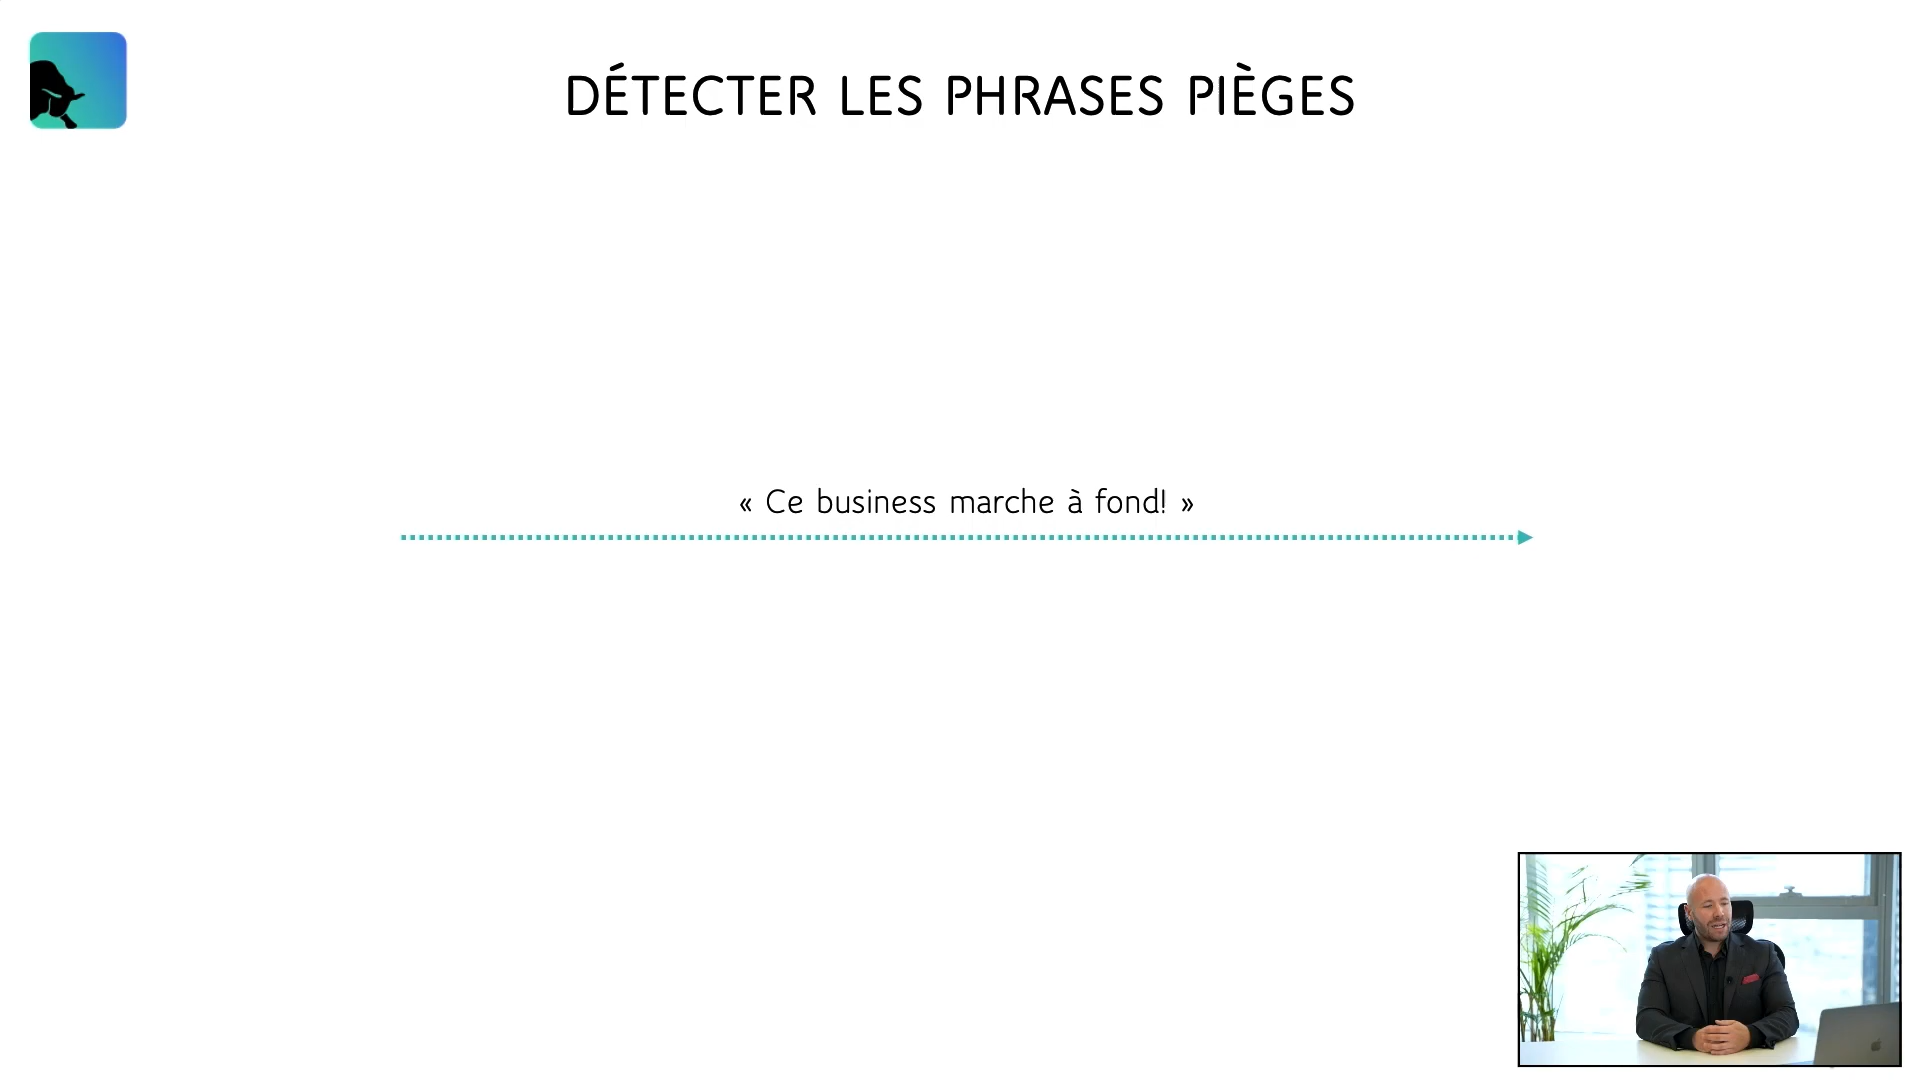 DÉTECTER LES PHRASES PIÈGES
« Ce business marche à fond! »